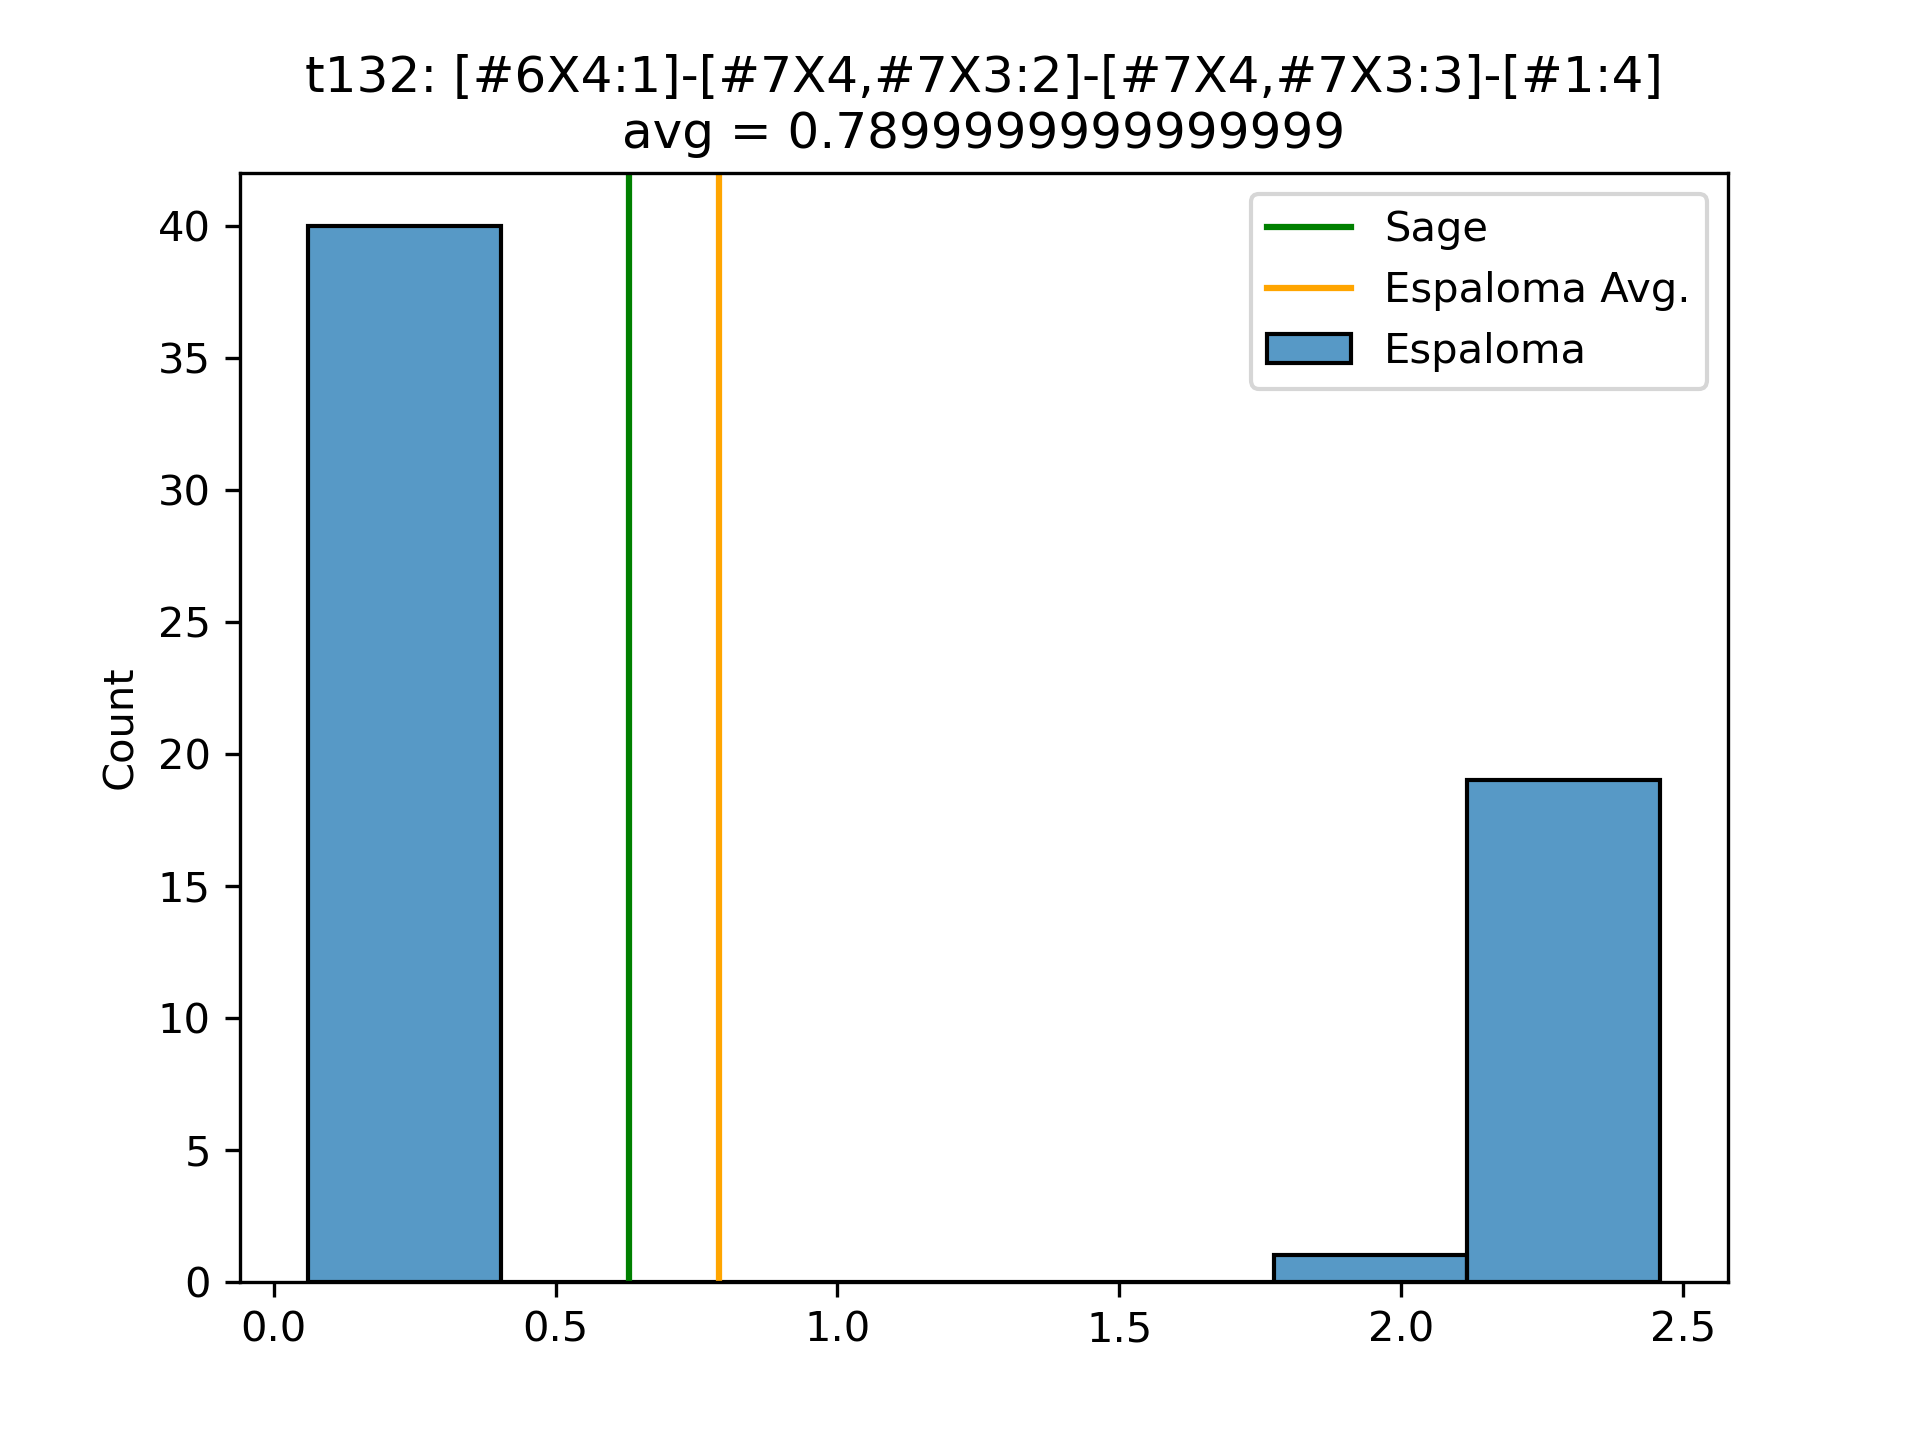 t132: [#6X4:1]-[#7X4,#7X3:2]-[#7X4,#7X3:3]-[#1:4]
avg = 0.7899999999999999
Sage
Espaloma Avg.
Espaloma
Count
40
35
30
25
20
15
10
5
0
0.0 0.5 1.0 1.5 2.0 2.5